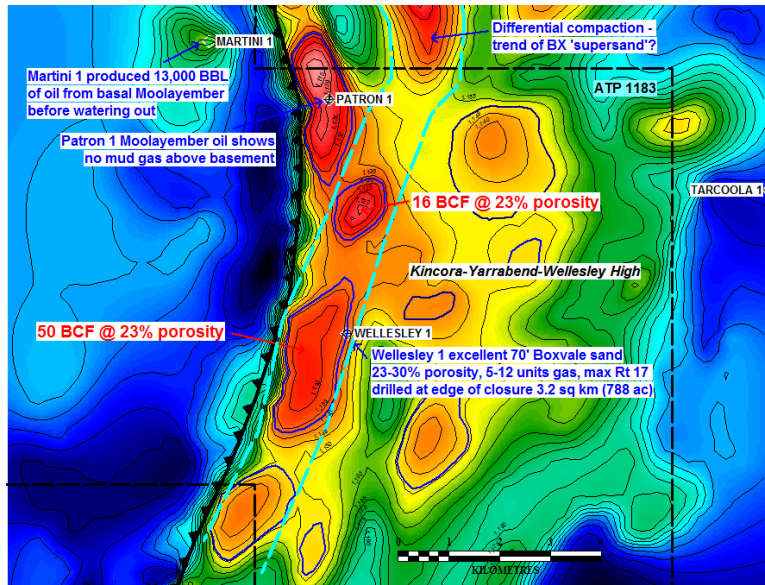 MARTINI 1
Differential compaction -
trend of BX 'supersand'?
Martini 1 produced 13,000 BBL
of oil from basal Moolayember
before watering out
ATP 1183
PATRON 1
Patron 1 Moolayember oil shows
no mud gas above basement
TARCOOLA 1
16 BCF @ 23% porosity
Kincora-Yarrabend-Wellesley High
50 BCF @ 23% porosity
WELLESLEY 1
Wellesley 1 excellent 70' Boxvale sand
23-30% porosity, 5-12 units gas, max Rt 17
drilled at edge of closure 3.2 sq km (788 ac)
0 1 2 3
KILOMETRES